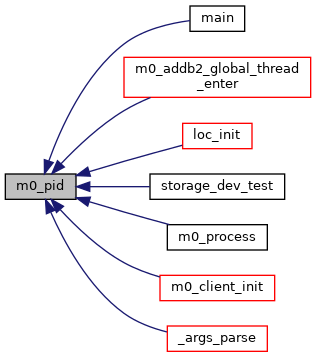 main
m0_addb2_global_thread
_enter
loc_init
m0_pid
storage_dev_test
m0_process
m0_client_init
_args_parse